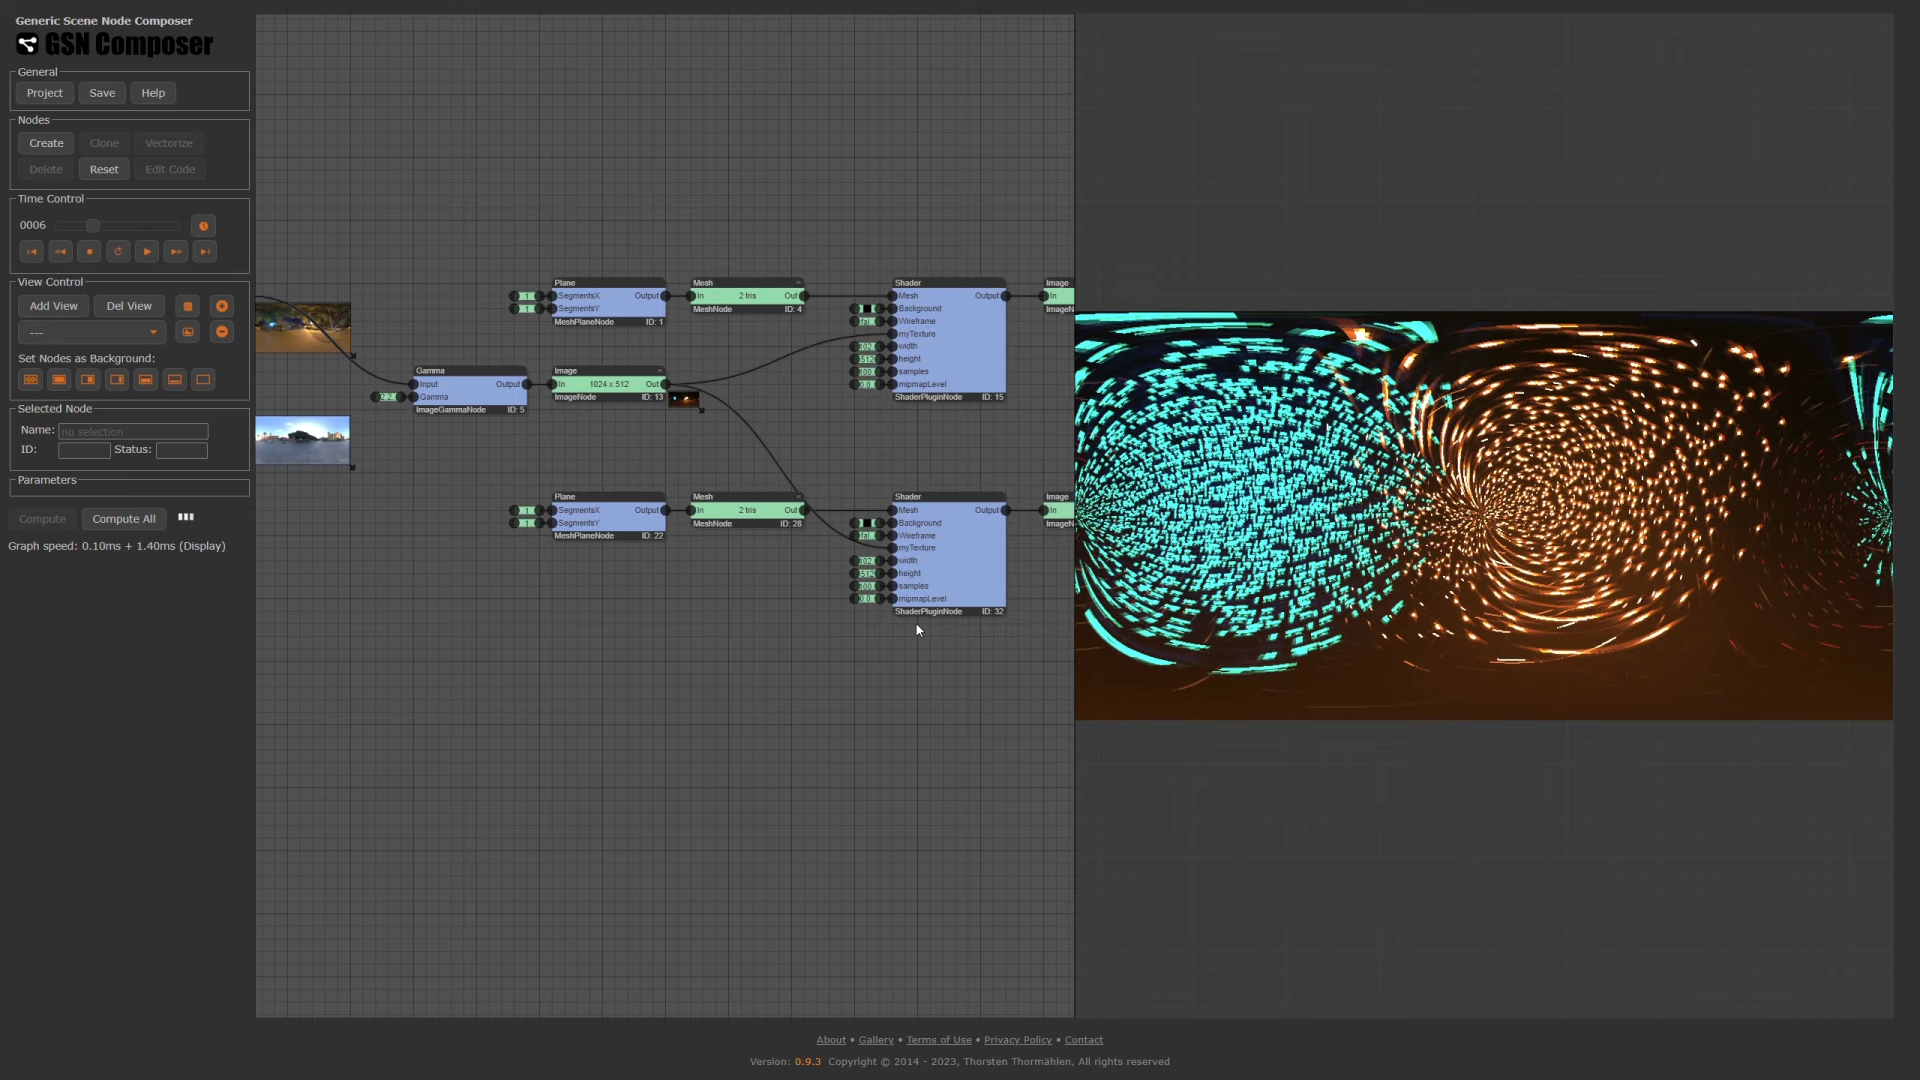 Generic Scene Node Composer
GSN Composer
General
Project Save Help
Nodes
Create Clone Vectorize
Delete Reset Edit Code
Time Control
0006
View Control
Add View Del View
---
Set Nodes as Background:
Selected Node
Name: no selection
ID: Status:
Parameters
Compute Compute All
Graph speed: 0.10ms + 1.40ms (Display)
Gamma
Input Output
Gamma
ImageGammaNode ID: 5
Image
In 1024 x 512 Out
ImageNode ID: 13
Plane
1 SegmentsX Output
1 SegmentsY
MeshPlaneNode ID: 1
Mesh
In 2 tris Out
MeshNode ID: 4
Shader
Mesh Output
Background
Wireframe
myTexture
width
height
samples
mipmapLevel
ShaderPluginNode ID: 15
Image
In
ImageN
Plane
1 SegmentsX Output
1 SegmentsY
MeshPlaneNode ID: 22
Mesh
In 2 tris Out
MeshNode ID: 28
Shader
Mesh Output
Background
Wireframe
myTexture
width
height
samples
mipmapLevel
ShaderPluginNode ID: 32
Image
In
ImageN
About • Gallery • Terms of Use • Privacy Policy • Contact
Version: 0.9.3 Copyright © 2014 - 2023, Thorsten Thormählen, All rights reserved